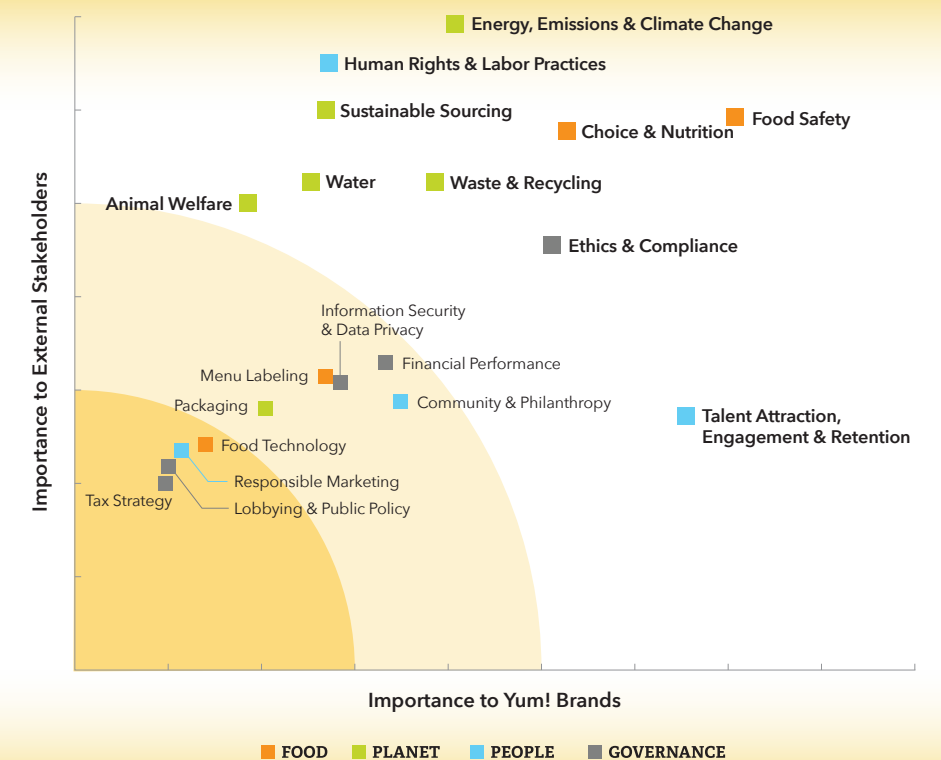 Energy, Emissions & Climate Change
Human Rights & Labor Practices
Sustainable Sourcing
Food Safety
Choice & Nutrition
Water
Waste & Recycling
Animal Welfare
Ethics & Compliance
Information Security
& Data Privacy
Financial Performance
Menu Labeling
Community & Philanthropy
Packaging
Talent Attraction,
Engagement & Retention
Food Technology
Responsible Marketing
Tax Strategy
Lobbying & Public Policy
Importance to External Stakeholders
Importance to Yum! Brands
FOOD
PLANET
PEOPLE
GOVERNANCE